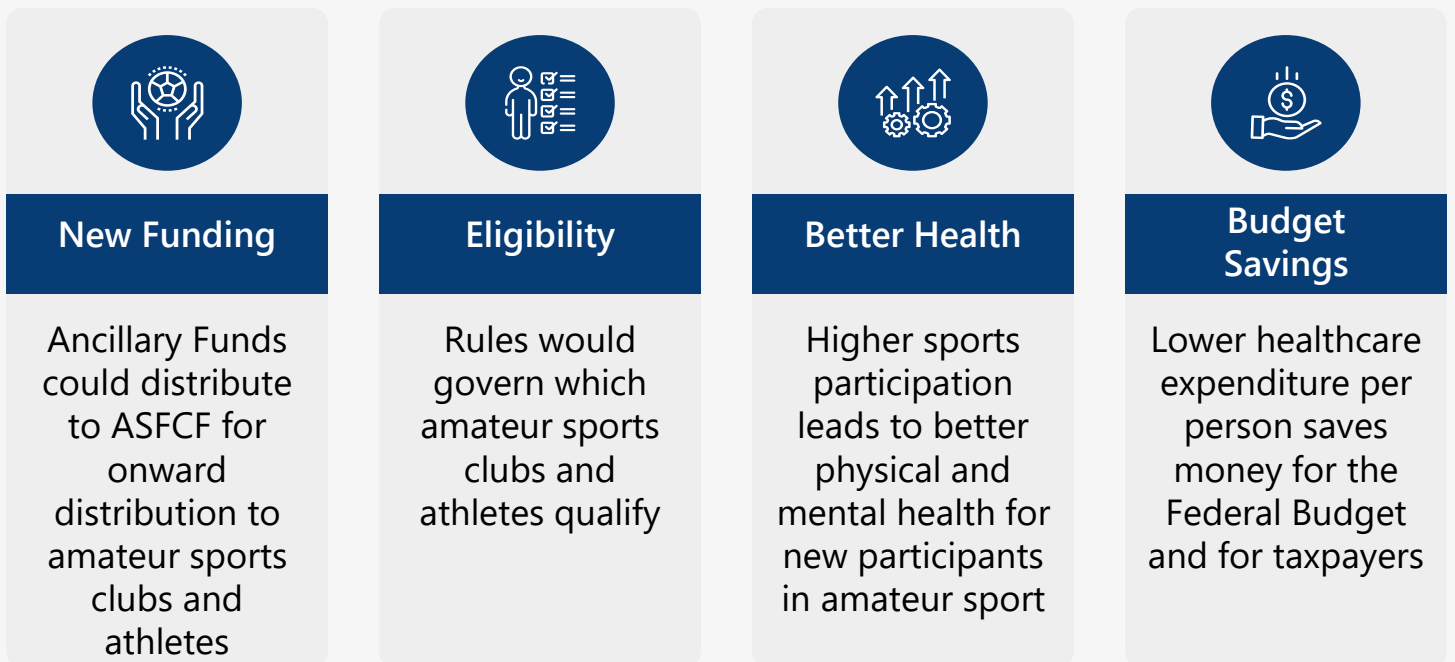 New Funding
Ancillary Funds
could distribute
to ASFCF for
onward
distribution to
amateur sports
clubs and
athletes
Eligibility
Rules would
govern which
amateur sports
clubs and
athletes qualify
Better Health
Higher sports
participation
leads to better
physical and
mental health for
new participants
in amateur sport
Budget
Savings
Lower healthcare
expenditure per
person saves
money for the
Federal Budget
and for taxpayers